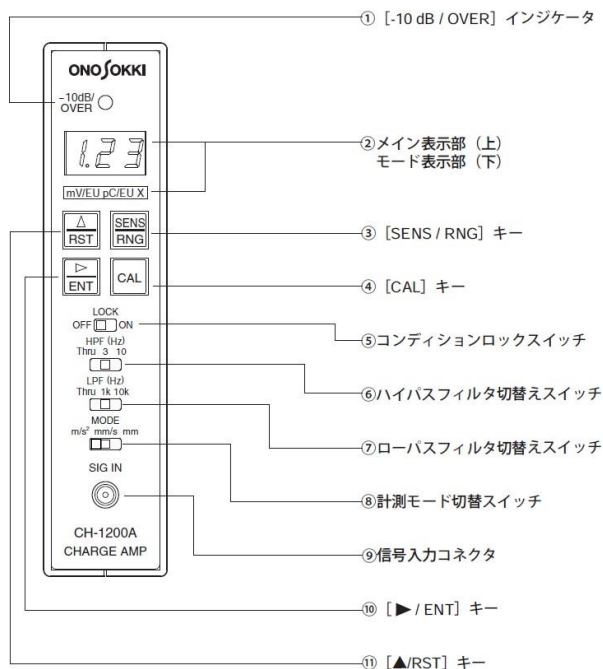 ① [-10 dB / OVER] インジケータ
ONOSOKKI
-10dB/
OVER
1.23
②メイン表示部（上）
モード表示部（下）
mV/EU pC/EU X
△
RST
SENS
RNG
③ [SENS / RNG] キー
▷
ENT
CAL
④ [CAL] キー
LOCK
OFF ON
⑤コンディションロックスイッチ
HPF (Hz)
Thru 3 10
⑥ハイパスフィルタ切替えスイッチ
LPF (Hz)
Thru 1k 10k
⑦ローパスフィルタ切替えスイッチ
MODE
m/s² mm/s mm
SIG IN
⑧計測モード切替スイッチ
CH-1200A
CHARGE AMP
⑨信号入力コネクタ
⑩ [▶ / ENT] キー
⑪ [▲/RST] キー